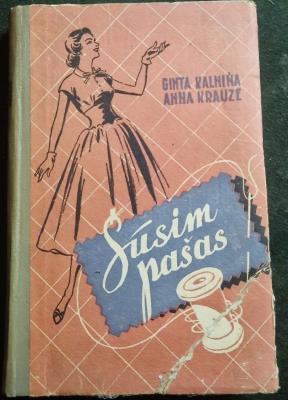 GINTA KALNIŅA
ANNA KRAUZE
Šūsim
pašas